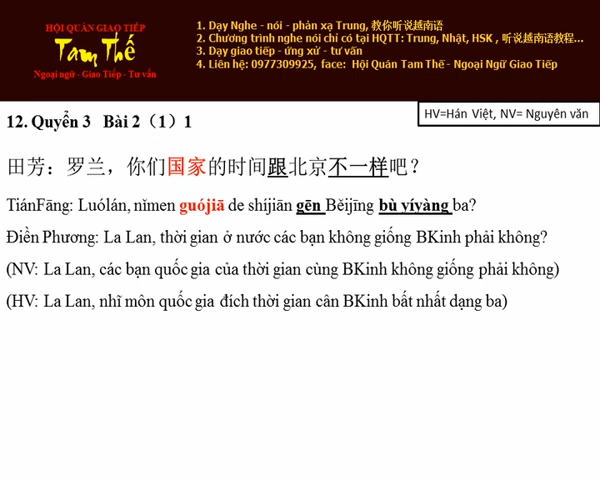 HỘI QUÁN GIAO TIẾP
Tam Thế
Ngoại ngữ - Giao Tiếp - Tư vấn
1. Dạy Nghe - nói - phản xạ Trung, 教你听说越南语
2. Chương trình nghe nói chỉ có tại HQTT: Trung, Nhật, HSK , 听说越南语教程...
3. Dạy giao tiếp - ứng xử - tư vấn
4. Liên hệ: 0977309925, face: Hội Quán Tam Thế - Ngoại Ngữ Giao Tiếp
HV=Hán Việt, NV= Nguyên văn
12. Quyển 3 Bài 2（1）1
田芳：罗兰，你们国家的时间跟北京不一样吧？
TiánFāng: Luólán, nǐmen guójiā de shíjiān gēn Běijīng bù yíyàng ba?
Điền Phương: La Lan, thời gian ở nước các bạn không giống BKinh phải không?
(NV: La Lan, các bạn quốc gia của thời gian cùng BKinh không giống phải không)
(HV: La Lan, nhĩ môn quốc gia đích thời gian cân BKinh bất nhất dạng ba)